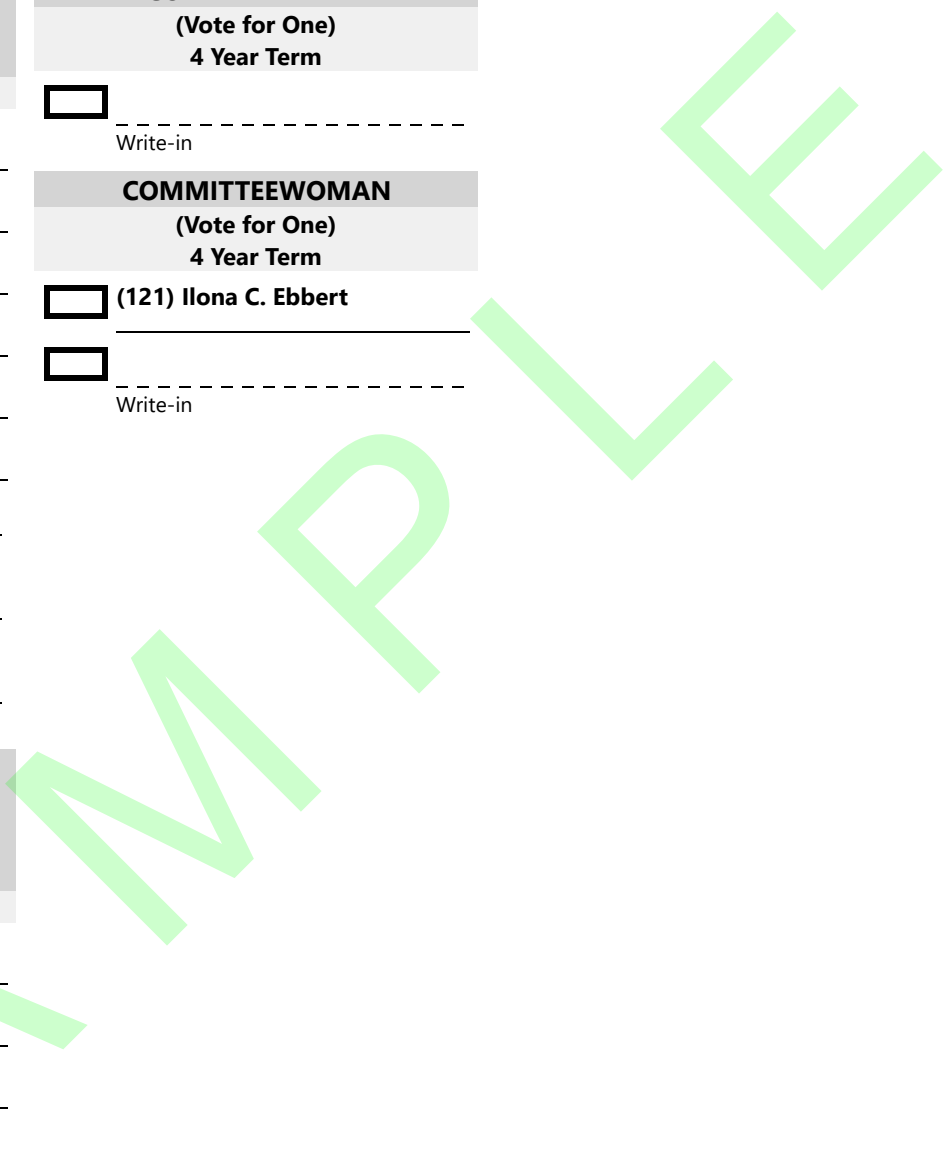 (Vote for One)
4 Year Term
Write-in
COMMITTEEWOMAN
(Vote for One)
4 Year Term
(121) Ilona C. Ebbert
Write-in
MPLE